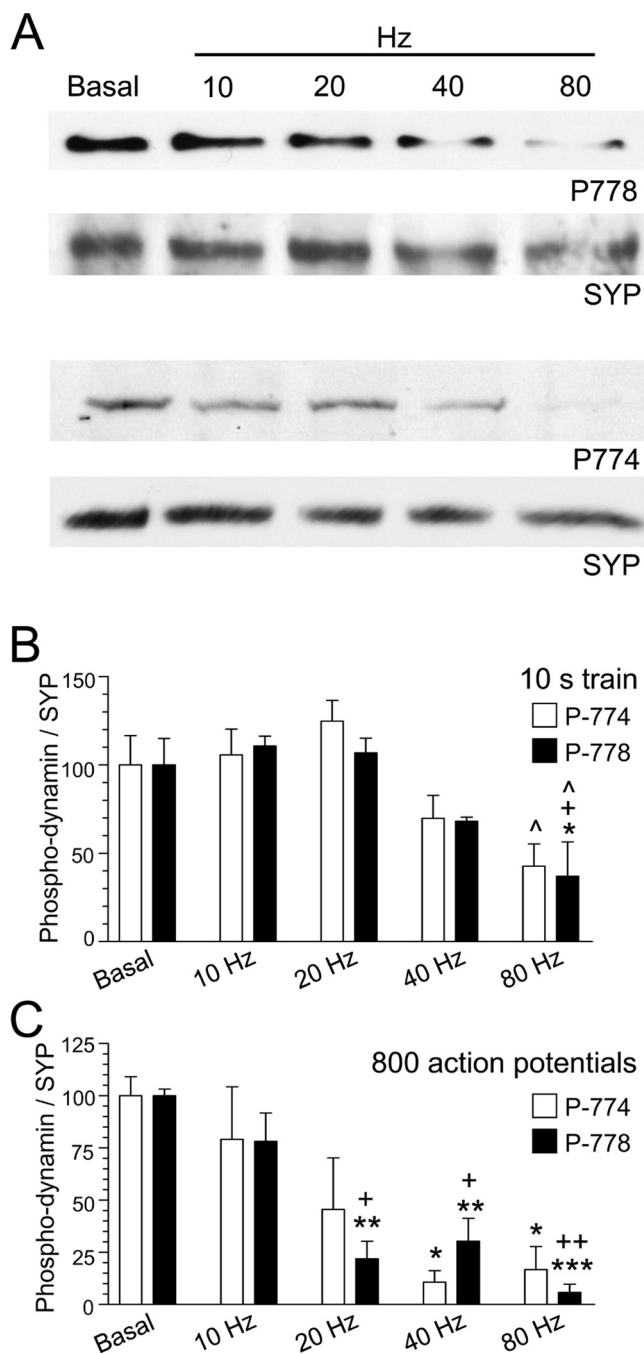 A
Hz
Basal 10 20 40 80
P778
SYP
P774
SYP
B
Phospho-dynamin / SYP
150
100
50
0
10 s train
P-774
P-778
^
^
+
*
Basal 10 Hz 20 Hz 40 Hz 80 Hz
C
Phospho-dynamin / SYP
125
100
75
50
25
0
800 action potentials
P-774
P-778
+
**
*
+
**
*
++
***
Basal 10 Hz 20 Hz 40 Hz 80 Hz